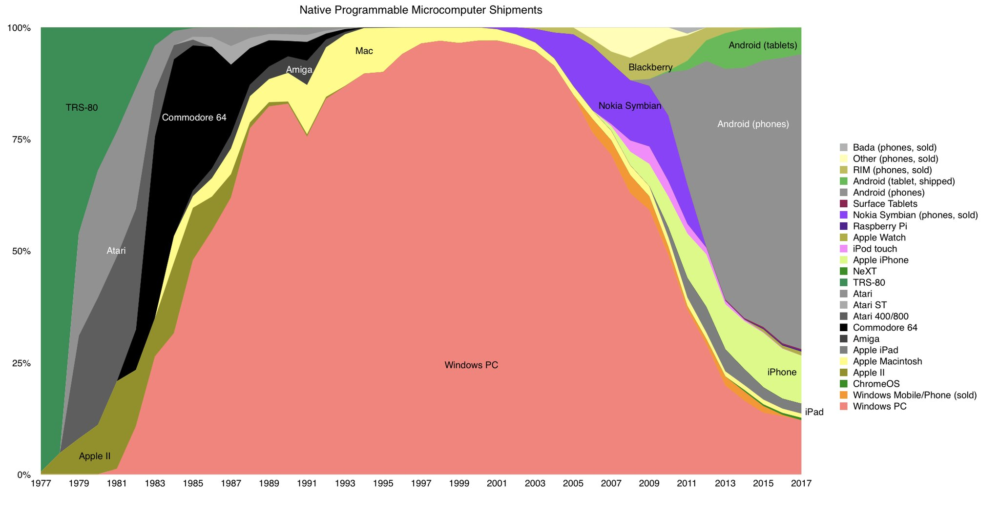 Native Programmable Microcomputer Shipments
100%
75%
50%
25%
0%
TRS-80
Atari
Apple II
Commodore 64
Amiga
Mac
Windows PC
Nokia Symbian
Blackberry
Android (tablets)
Android (phones)
iPhone
iPad
1977 1979 1981 1983 1985 1987 1989 1991 1993 1995 1997 1999 2001 2003 2005 2007 2009 2011 2013 2015 2017
Bada (phones, sold)
Other (phones, sold)
RIM (phones, sold)
Android (tablet, shipped)
Android (phones)
Surface Tablets
Nokia Symbian (phones, sold)
Raspberry Pi
Apple Watch
iPod touch
Apple iPhone
NeXT
TRS-80
Atari
Atari ST
Atari 400/800
Commodore 64
Amiga
Apple iPad
Apple Macintosh
Apple II
ChromeOS
Windows Mobile/Phone (sold)
Windows PC